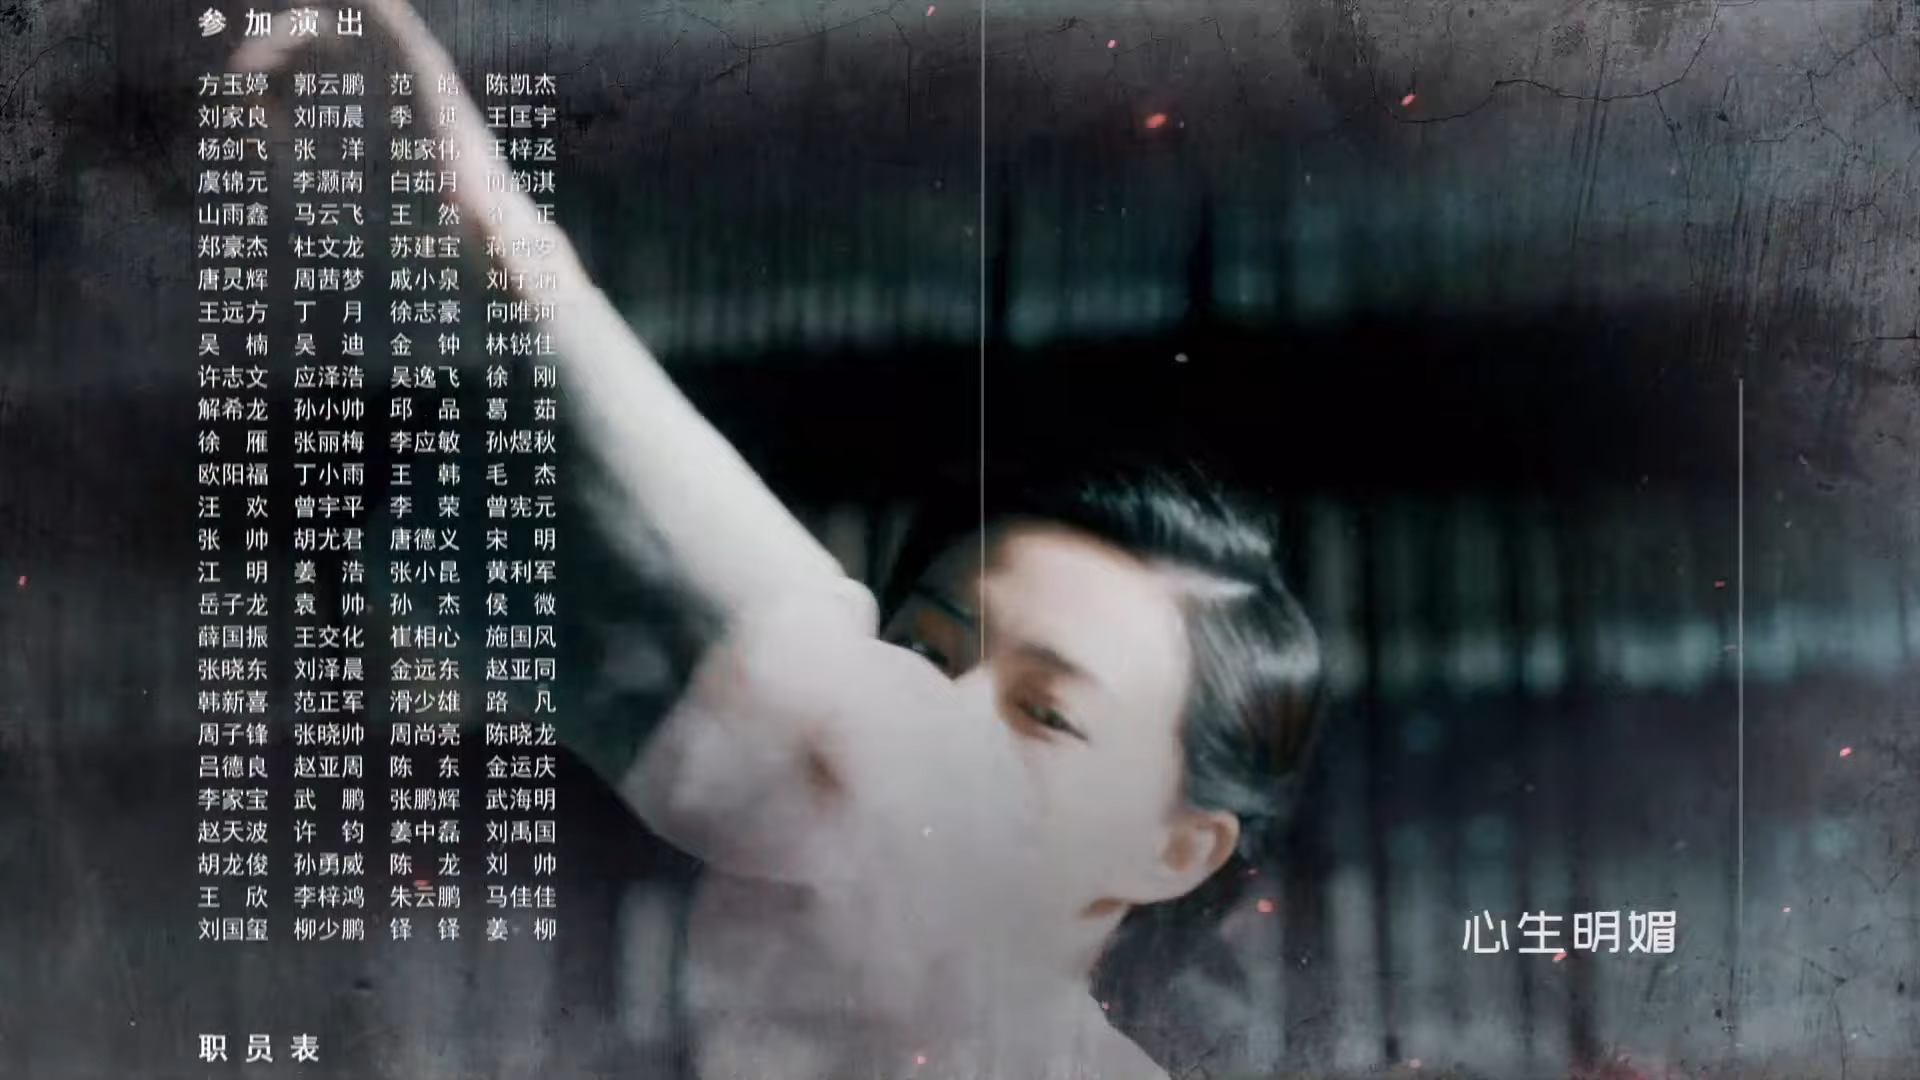 参加演出
方玉婷 郭云鹏 范皓 陈凯杰
刘家良 刘雨晨 季 王匡宇
杨剑飞 张洋 姚家伟 王梓丞
虞锦元 李灏南 白茹月 何韵淇
山雨鑫 马云飞 王然 正
郑豪杰 杜文龙 苏建宝 蒋西安
唐灵辉 周茜梦 戚小泉 刘子涵
王远方 丁月 徐志豪 向唯河
吴楠 吴迪 金钟 林锐佳
许志文 应泽浩 吴逸飞 徐刚
解希龙 孙小帅 邱品 葛茹
徐雁 张丽梅 李应敏 孙煜秋
欧阳福 丁小雨 王韩 毛杰
汪欢 曾宇平 李荣 曾宪元
张帅 胡尤君 唐德义 宋明
江明 姜浩 张小昆 黄利军
岳子龙 袁帅 孙杰 侯微
薛国振 王交化 崔相心 施国风
张晓东 刘泽晨 金远东 赵亚同
韩新喜 范正军 滑少雄 路凡
周子锋 张晓帅 周尚亮 陈晓龙
吕德良 赵亚周 陈东 金运庆
李家宝 武鹏 张鹏辉 武海明
赵天波 许钧 姜中磊 刘禹国
胡龙俊 孙勇威 陈龙 刘帅
王欣 李梓鸿 朱云鹏 马佳佳
刘国玺 柳少鹏 铎铎 姜柳
心生明媚
职员表